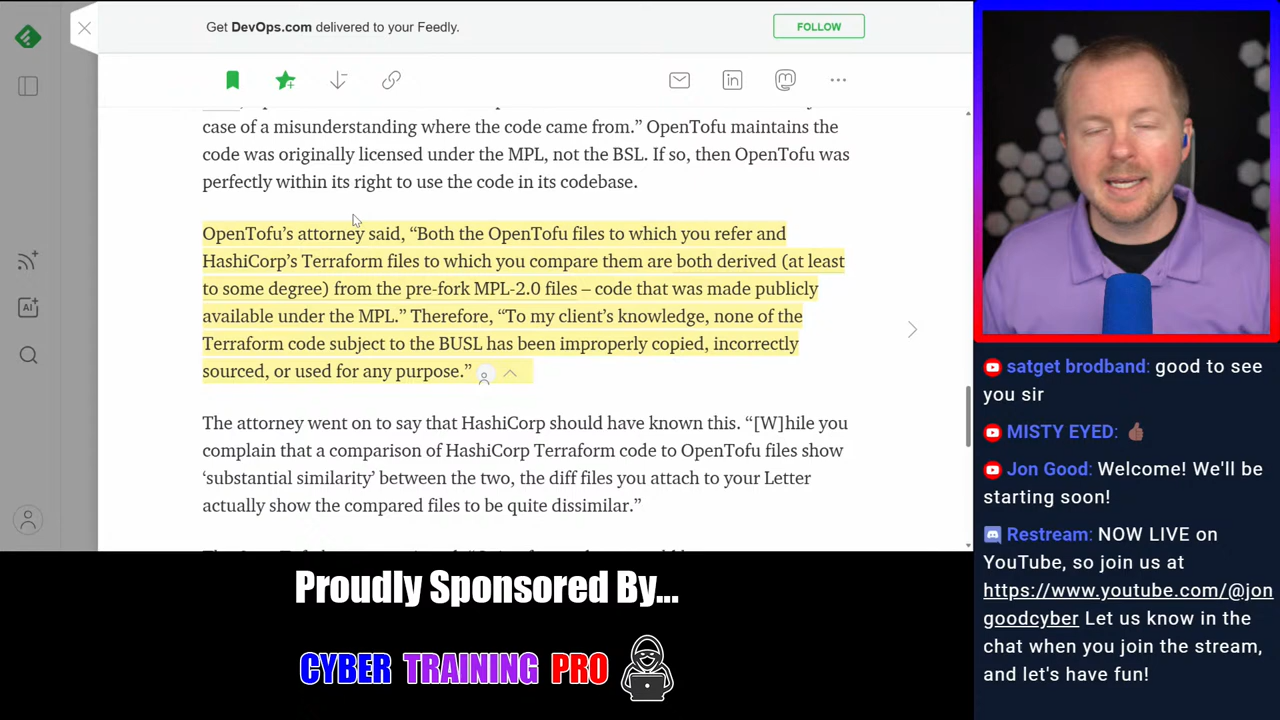 Get DevOps.com delivered to your Feedly.
FOLLOW
case of a misunderstanding where the code came from.” OpenTofu maintains the
code was originally licensed under the MPL, not the BSL. If so, then OpenTofu was
perfectly within its right to use the code in its codebase.
OpenTofu’s attorney said, “Both the OpenTofu files to which you refer and
HashiCorp’s Terraform files to which you compare them are both derived (at least
to some degree) from the pre-fork MPL-2.0 files – code that was made publicly
available under the MPL.” Therefore, “To my client’s knowledge, none of the
Terraform code subject to the BUSL has been improperly copied, incorrectly
sourced, or used for any purpose.”
The attorney went on to say that HashiCorp should have known this. “[W]hile you
complain that a comparison of HashiCorp Terraform code to OpenTofu files show
‘substantial similarity’ between the two, the diff files you attach to your Letter
actually show the compared files to be quite dissimilar.”
AI+
satget brodband: good to see
you sir
MISTY EYED:
Jon Good: Welcome! We'll be
starting soon!
Restream: NOW LIVE on
YouTube, so join us at
https://www.youtube.com/@jon
goodcyber Let us know in the
chat when you join the stream,
and let's have fun!
Proudly Sponsored By...
CYBER TRAINING PRO